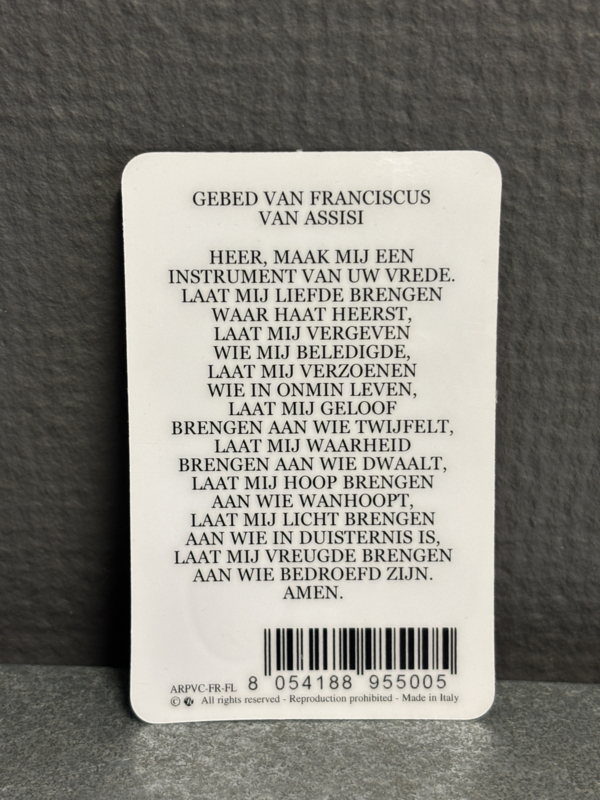 GEBED VAN FRANCISCUS
VAN ASSISI
HEER, MAAK MIJ EEN
INSTRUMENT VAN UW VREDE.
LAAT MIJ LIEFDE BRENGEN
WAAR HAAT HEERST,
LAAT MIJ VERGEVEN
WIE MIJ BELEDIGDE,
LAAT MIJ VERZOENEN
WIE IN ONMIN LEVEN,
LAAT MIJ GELOOF
BRENGEN AAN WIE TWIJFELT,
LAAT MIJ WAARHEID
BRENGEN AAN WIE DWAALT,
LAAT MIJ HOOP BRENGEN
AAN WIE WANHOOPT,
LAAT MIJ LICHT BRENGEN
AAN WIE IN DUISTERNIS IS,
LAAT MIJ VREUGDE BRENGEN
AAN WIE BEDROEFD ZIJN.
AMEN.
ARPVC-FR-FL 8 054188 955005
© All rights reserved - Reproduction prohibited - Made in Italy